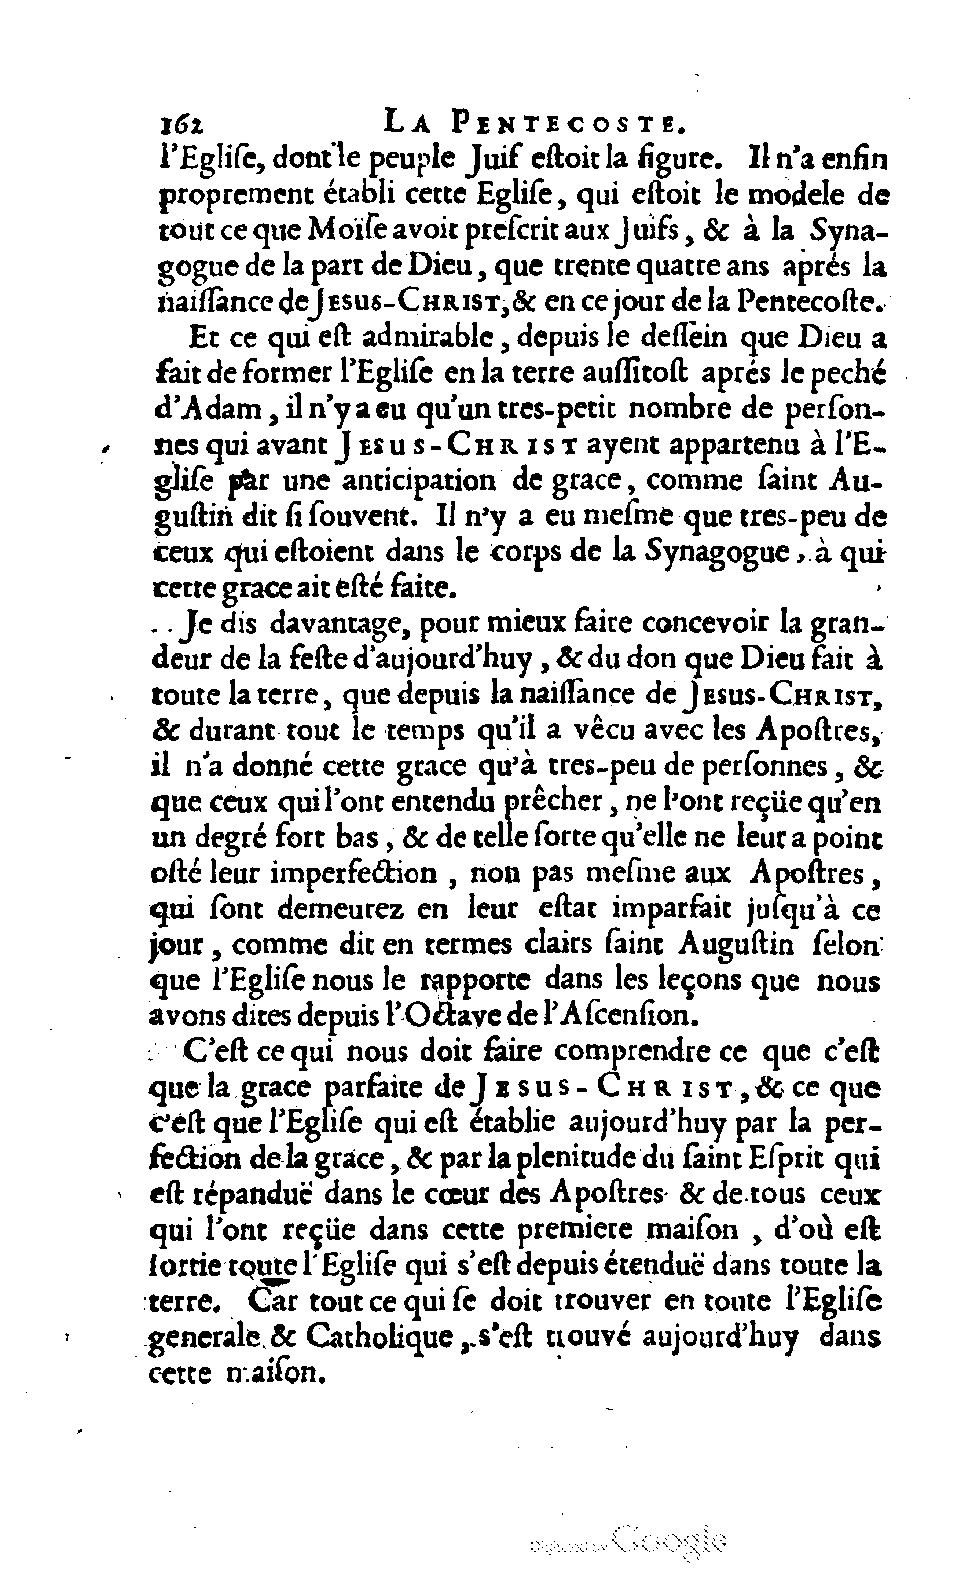 162 LA PENTECOSTE.
l'Egliſe, dont le peuple Juif eſtoit la figure. Il n'a enfin
proprement établi cette Egliſe, qui eſtoit le modele de
tout ce que Moïſe avoit preſcrit aux Juifs, & à la Syna-
gogue de la part de Dieu, que trente quatre ans aprés la
naiſſance de JESUS-CHRIST, & en ce jour de la Pentecoſte.
Et ce qui eſt admirable, depuis le deſſein que Dieu a
fait de former l'Egliſe en la terre auſſitoſt aprés le peché
d'Adam, il n'y a eu qu'un tres-petit nombre de perſon-
nes qui avant JESUS-CHRIST ayent appartenu à l'E-
gliſe par une anticipation de grace, comme ſaint Au-
guſtin dit ſi ſouvent. Il n'y a eu meſme que tres-peu de
ceux qui eſtoient dans le corps de la Synagogue, à qui
cette grace ait eſté faite.
Je dis davantage, pour mieux faire concevoir la gran-
deur de la feſte d'aujourd'huy, & du don que Dieu fait à
toute la terre, que depuis la naiſſance de JESUS-CHRIST,
& durant tout le temps qu'il a vêcu avec les Apoſtres,
il n'a donné cette grace qu'à tres-peu de perſonnes, &
que ceux qui l'ont entendu prêcher, ne l'ont reçüe qu'en
un degré fort bas, & de telle ſorte qu'elle ne leur a point
oſté leur imperfection, non pas meſme aux Apoſtres,
qui ſont demeurez en leur eſtat imparfait juſqu'à ce
jour, comme dit en termes clairs ſaint Auguſtin ſelon
que l'Egliſe nous le rapporte dans les leçons que nous
avons dites depuis l'Octave de l'Aſcenſion.
C'eſt ce qui nous doit faire comprendre ce que c'eſt
que la grace parfaite de JESUS-CHRIST, & ce que
c'eſt que l'Egliſe qui eſt établie aujourd'huy par la per-
fection de la grace, & par la plenitude du ſaint Eſprit qui
eſt répanduë dans le cœur des Apoſtres & de tous ceux
qui l'ont reçüe dans cette premiere maiſon, d'où eſt
ſortie toute l'Egliſe qui s'eſt depuis étenduë dans toute la
terre. Car tout ce qui ſe doit trouver en toute l'Egliſe
generale & Catholique, s'eſt trouvé aujourd'huy dans
cette maiſon.
Google